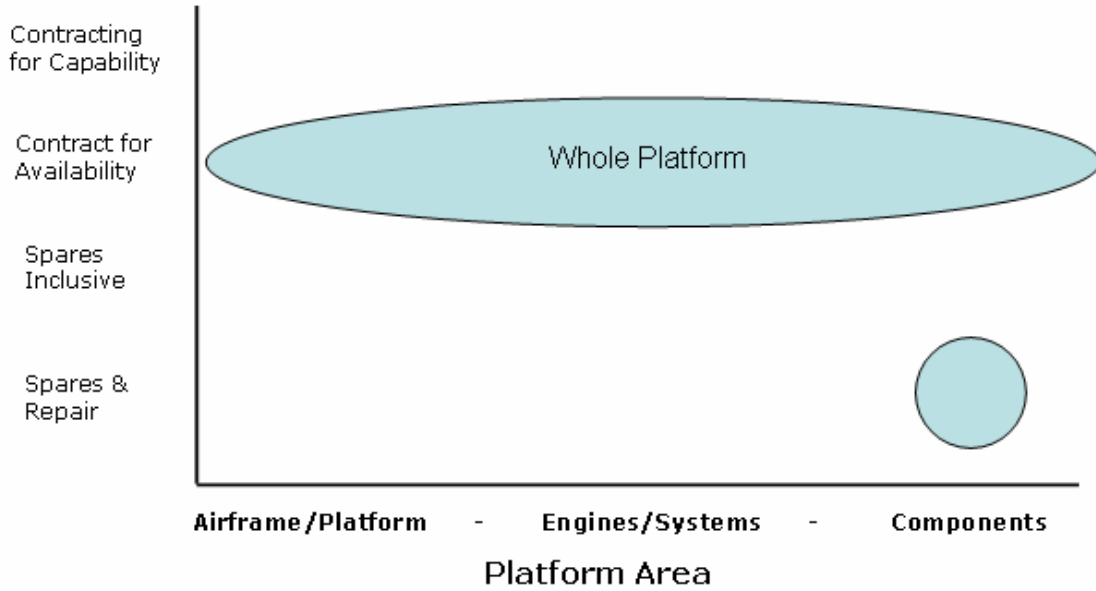 Contracting
for Capability
Contract for
Availability
Whole Platform
Spares
Inclusive
Spares &
Repair
Airframe/Platform - Engines/Systems - Components
Platform Area